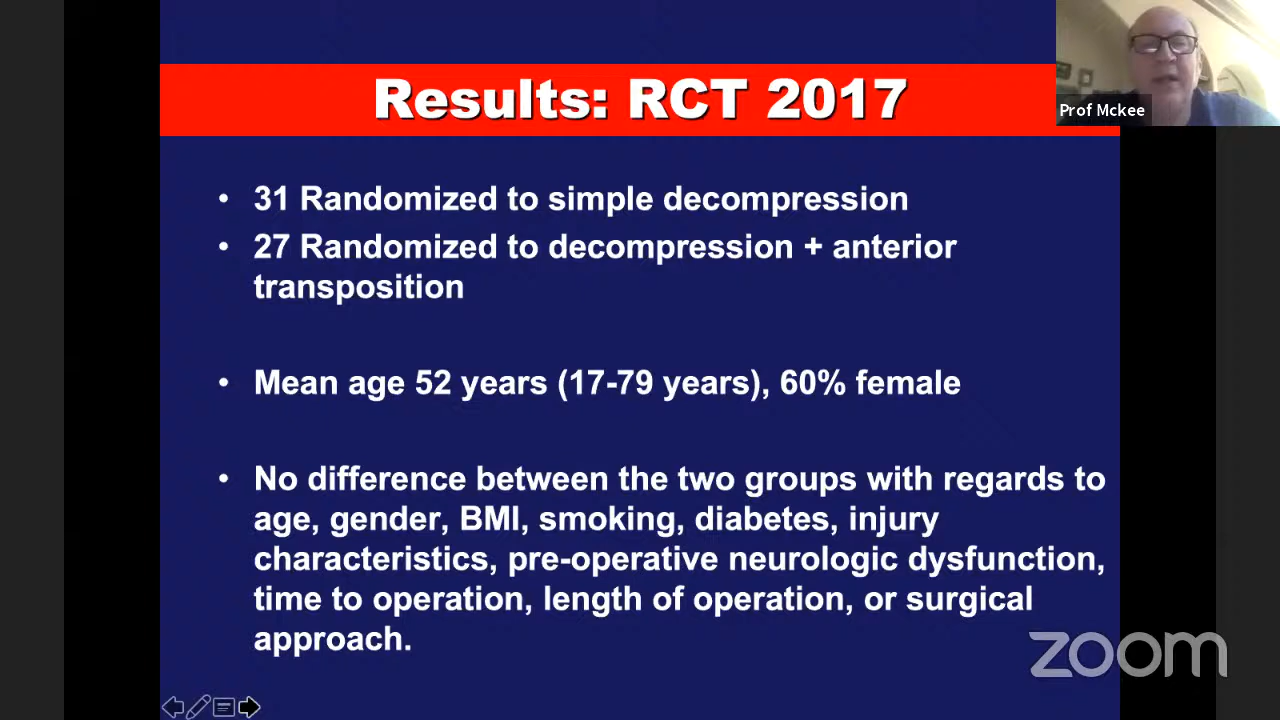 Results: RCT 2017
Prof Mckee
• 31 Randomized to simple decompression
• 27 Randomized to decompression + anterior
transposition
• Mean age 52 years (17-79 years), 60% female
• No difference between the two groups with regards to
age, gender, BMI, smoking, diabetes, injury
characteristics, pre-operative neurologic dysfunction,
time to operation, length of operation, or surgical
approach.
zoom